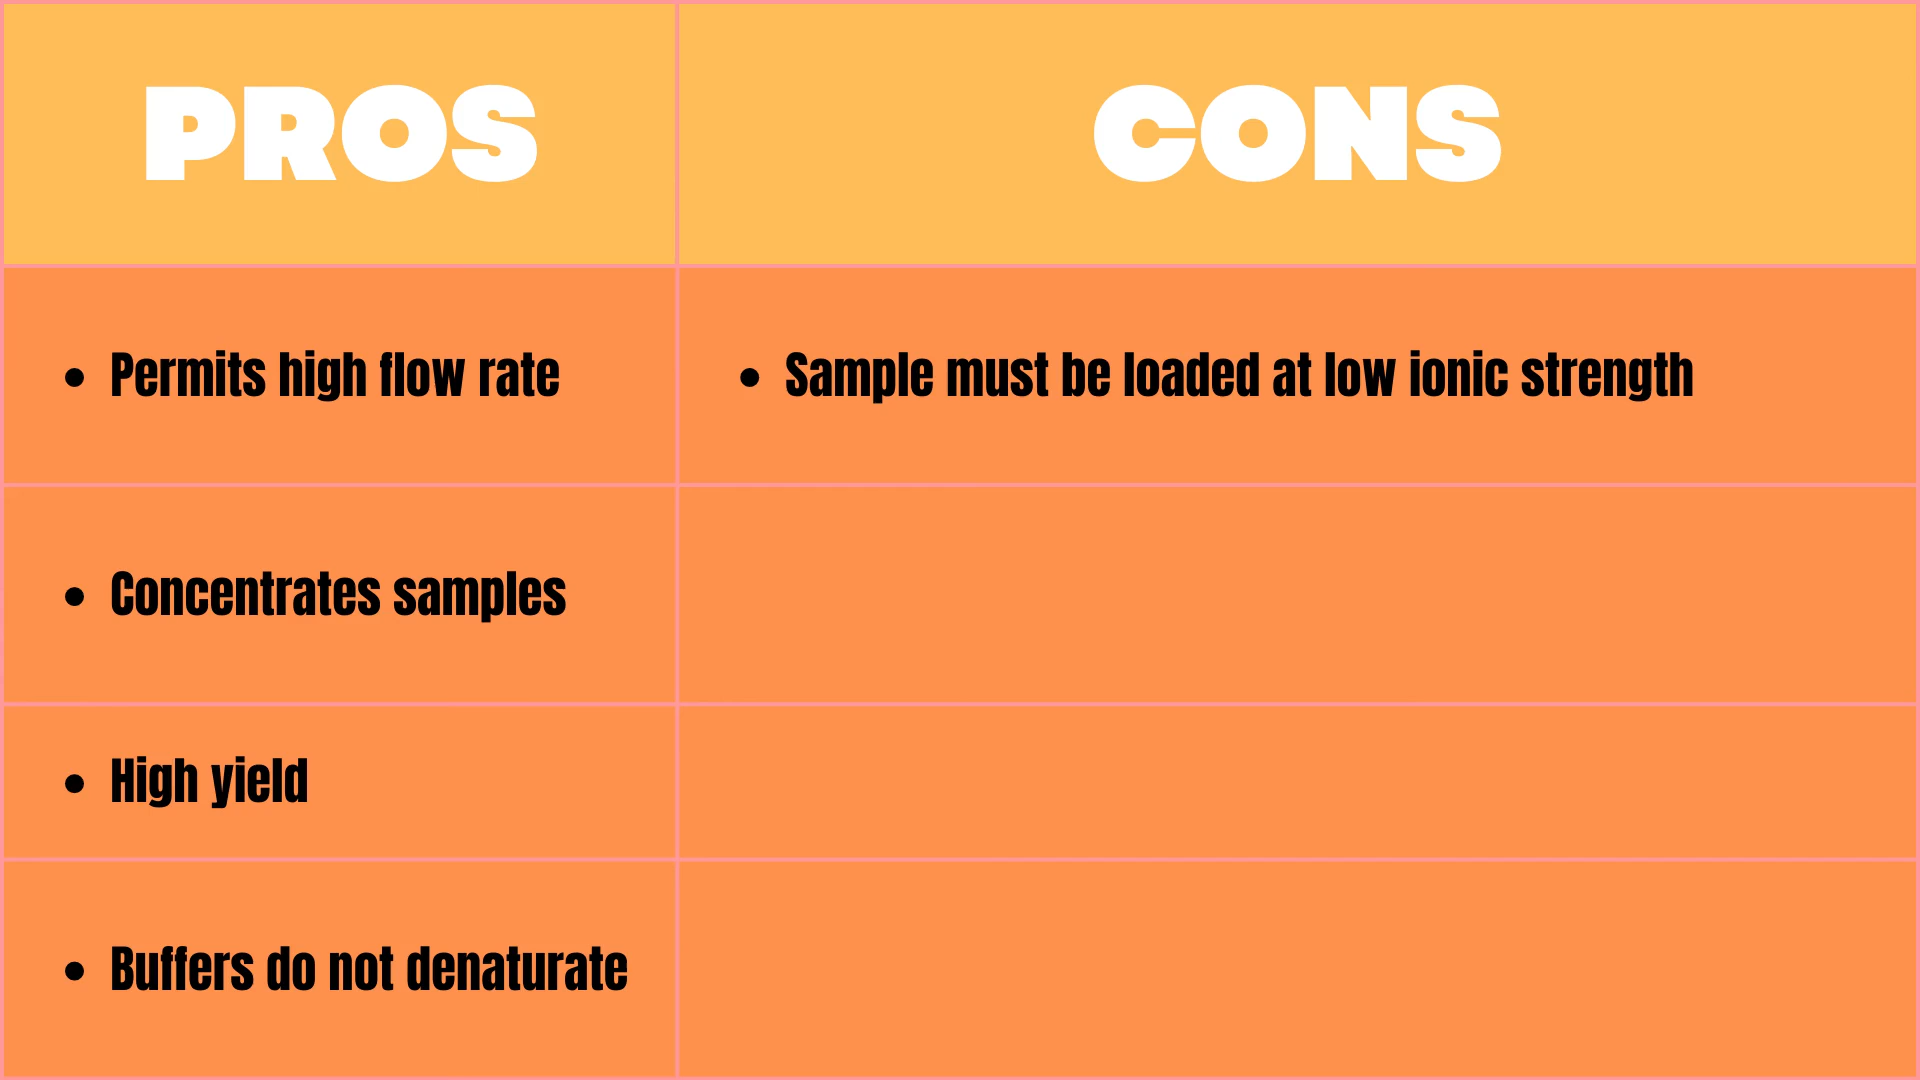 PROS
CONS
• Permits high flow rate
• Sample must be loaded at low ionic strength
• Concentrates samples
• High yield
• Buffers do not denaturate